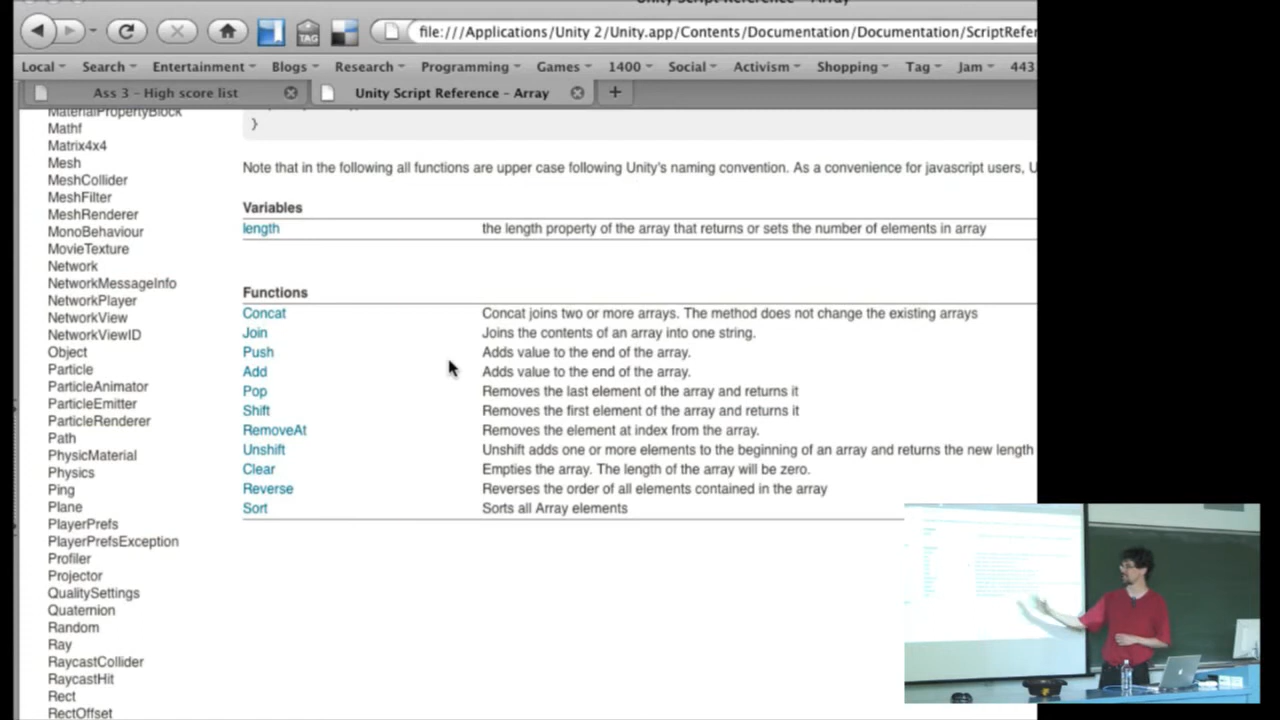 Unity Script Reference – Array
file:///Applications/Unity 2/Unity.app/Contents/Documentation/Documentation/ScriptRefer
TAG
Local Search Entertainment Blogs Research Programming Games 1400 Social Activism Shopping Tag Jam 443
Ass 3 – High score list Unity Script Reference – Array +
MaterialPropertyBlock
Mathf
Matrix4x4
Mesh
MeshCollider
MeshFilter
MeshRenderer
MonoBehaviour
MovieTexture
Network
NetworkMessageInfo
NetworkPlayer
NetworkView
NetworkViewID
Object
Particle
ParticleAnimator
ParticleEmitter
ParticleRenderer
Path
PhysicMaterial
Physics
Ping
Plane
PlayerPrefs
PlayerPrefsException
Profiler
Projector
QualitySettings
Quaternion
Random
Ray
RaycastCollider
RaycastHit
Rect
RectOffset
}
Note that in the following all functions are upper case following Unity's naming convention. As a convenience for javascript users, U
Variables
length the length property of the array that returns or sets the number of elements in array
Functions
Concat Concat joins two or more arrays. The method does not change the existing arrays
Join Joins the contents of an array into one string.
Push Adds value to the end of the array.
Add Adds value to the end of the array.
Pop Removes the last element of the array and returns it
Shift Removes the first element of the array and returns it
RemoveAt Removes the element at index from the array.
Unshift Unshift adds one or more elements to the beginning of an array and returns the new length
Clear Empties the array. The length of the array will be zero.
Reverse Reverses the order of all elements contained in the array
Sort Sorts all Array elements